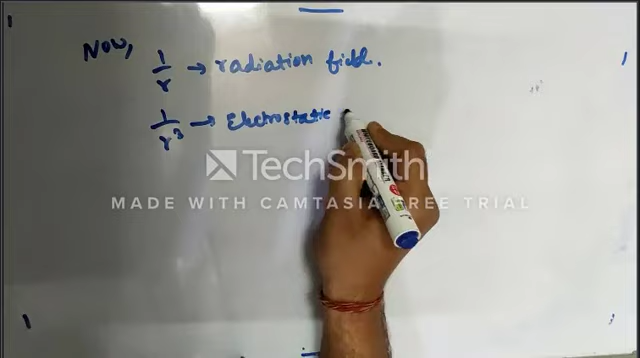 Now,
1/r → radiation field.
1/r³ → Electrostatic
TechSmith
MADE WITH CAMTASIA FREE TRIAL